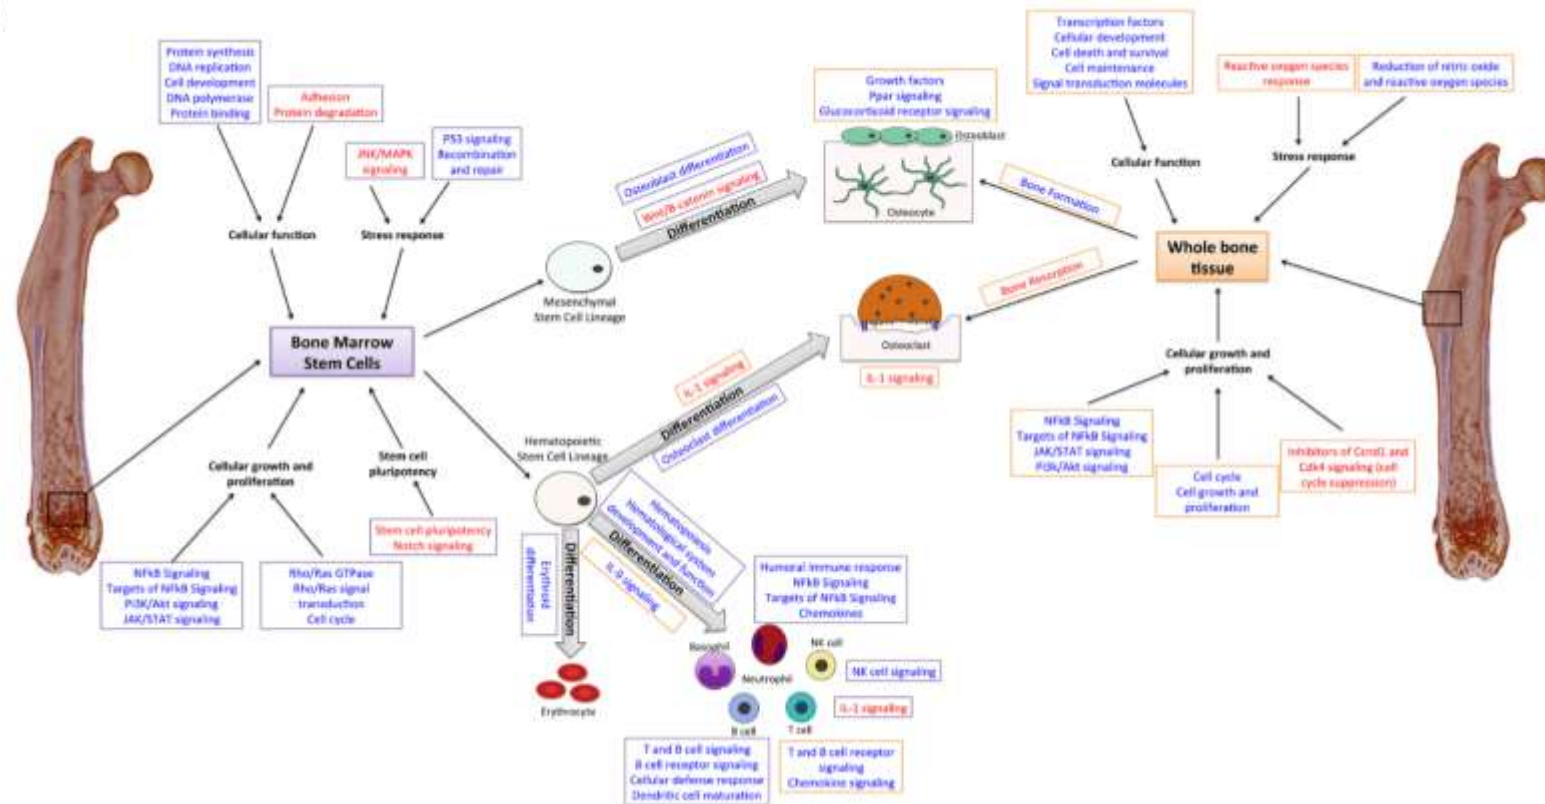 Protein synthesis
DNA replication
Cell development
DNA polymerase
Protein binding
Adhesion
Protein degradation
JNK/MAPK
signaling
P53 signaling
Recombination
and repair
Cellular function
Stress response
Bone Marrow
Stem Cells
Cellular growth and
proliferation
Stem cell
pluripotency
Stem cell pluripotency
Notch signaling
NFkB Signaling
Targets of NFkB Signaling
PI3K/Akt signaling
JAK/STAT signaling
Rho/Ras GTPase
Rho/Ras signal
transduction
Cell cycle
Mesenchymal
Stem Cell Lineage
Osteoblast differentiation
Wnt/B-catenin signaling
Differentiation
Growth factors
Ppar signaling
Glucocorticoid receptor signaling
Osteoblast
Osteocyte
Hematopoietic
Stem Cell Lineage
IL-1 signaling
Differentiation
Osteoclast differentiation
Osteoclast
IL-1 signaling
Erythroid
differentiation
Differentiation
Erythrocyte
Hematopoiesis
Hematological system
development and function
Differentiation
IL-9 signaling
Humoral immune response
NFkB Signaling
Targets of NFkB Signaling
Chemokines
Basophil
Neutrophil
NK cell
NK cell signaling
B cell
T cell
IL-1 signaling
T and B cell signaling
B cell receptor signaling
Cellular defense response
Dendritic cell maturation
T and B cell receptor
signaling
Chemokine signaling
Transcription factors
Cellular development
Cell death and survival
Cell maintenance
Signal transduction molecules
Reactive oxygen species
response
Reduction of nitric oxide
and reactive oxygen species
Cellular Function
Stress response
Bone Formation
Bone Resorption
Whole bone
tissue
Cellular growth and
proliferation
NFkB Signaling
Targets of NFkB Signaling
JAK/STAT signaling
PI3k/Akt signaling
Cell cycle
Cell growth and
proliferation
Inhibitors of Ccnd1 and
Cdk4 signaling (cell
cycle suppression)